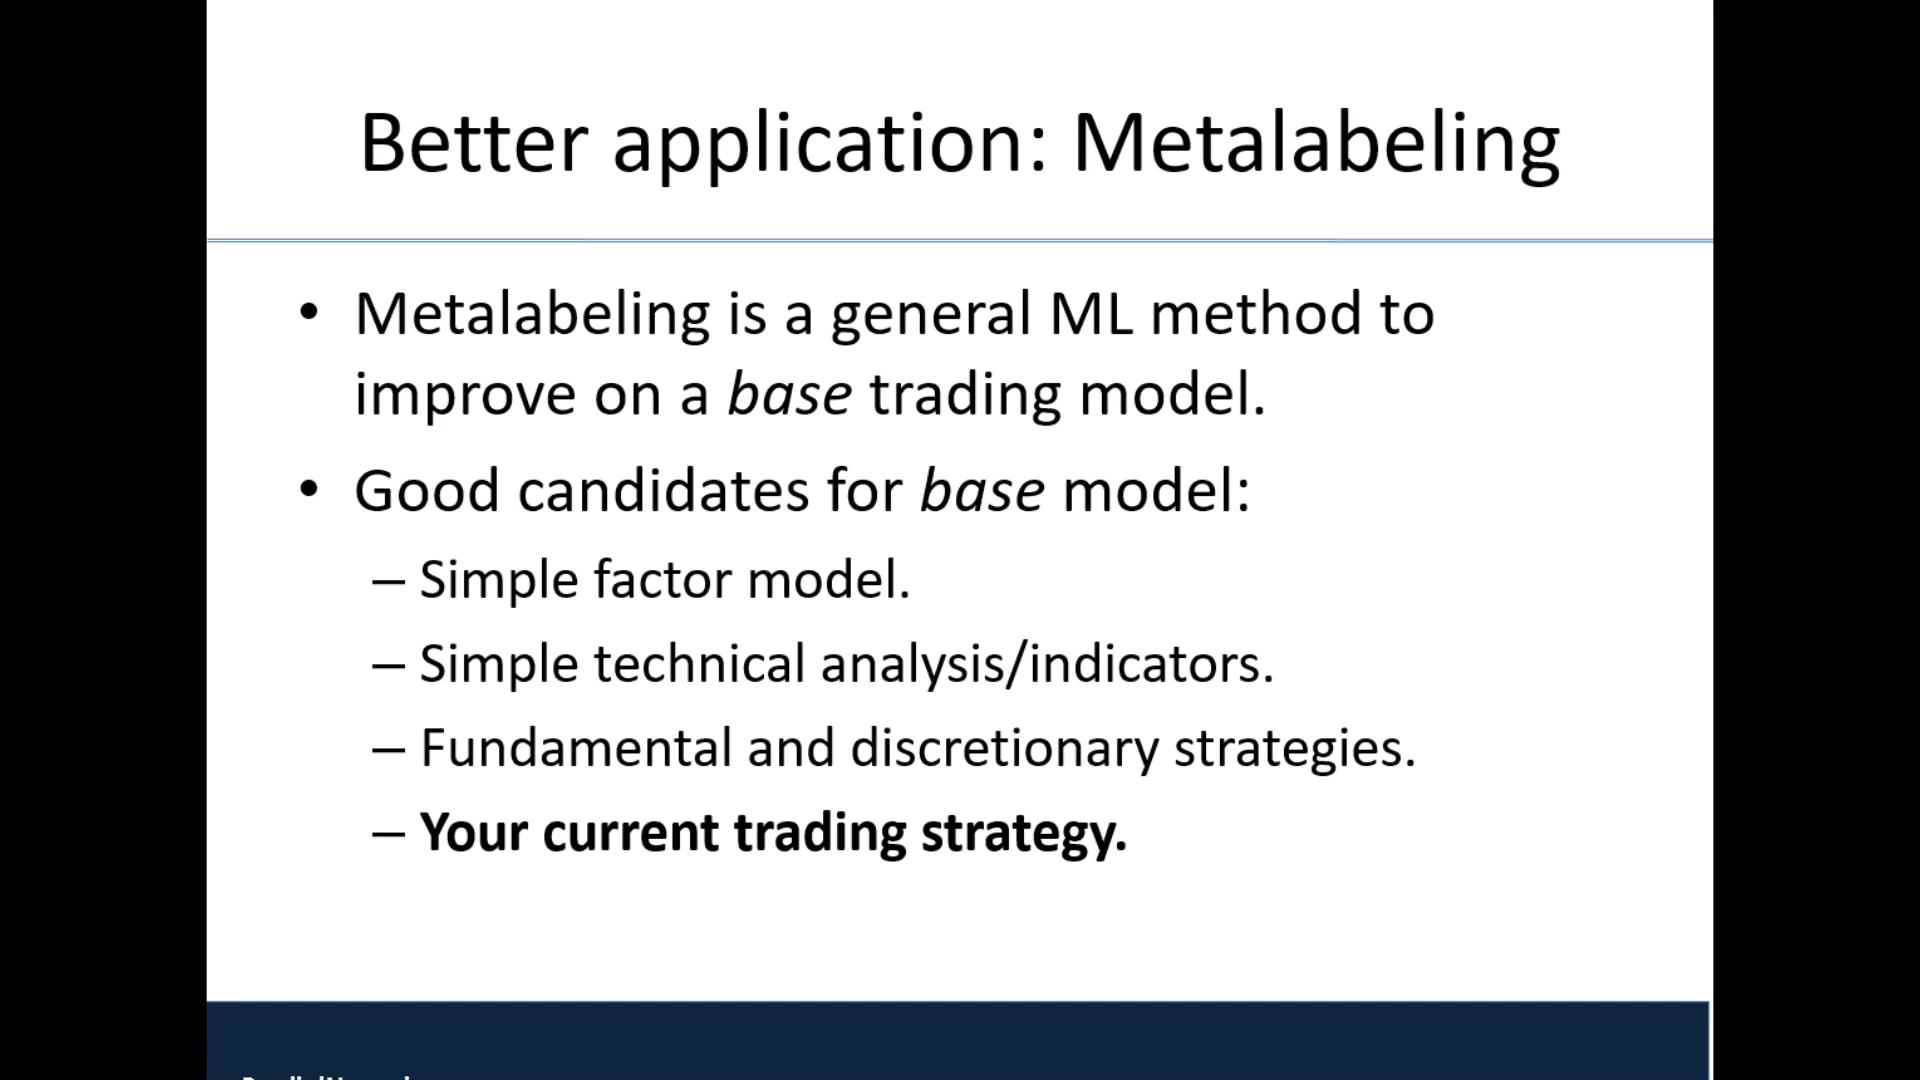 Better application: Metalabeling
• Metalabeling is a general ML method to
improve on a base trading model.
• Good candidates for base model:
– Simple factor model.
– Simple technical analysis/indicators.
– Fundamental and discretionary strategies.
– Your current trading strategy.